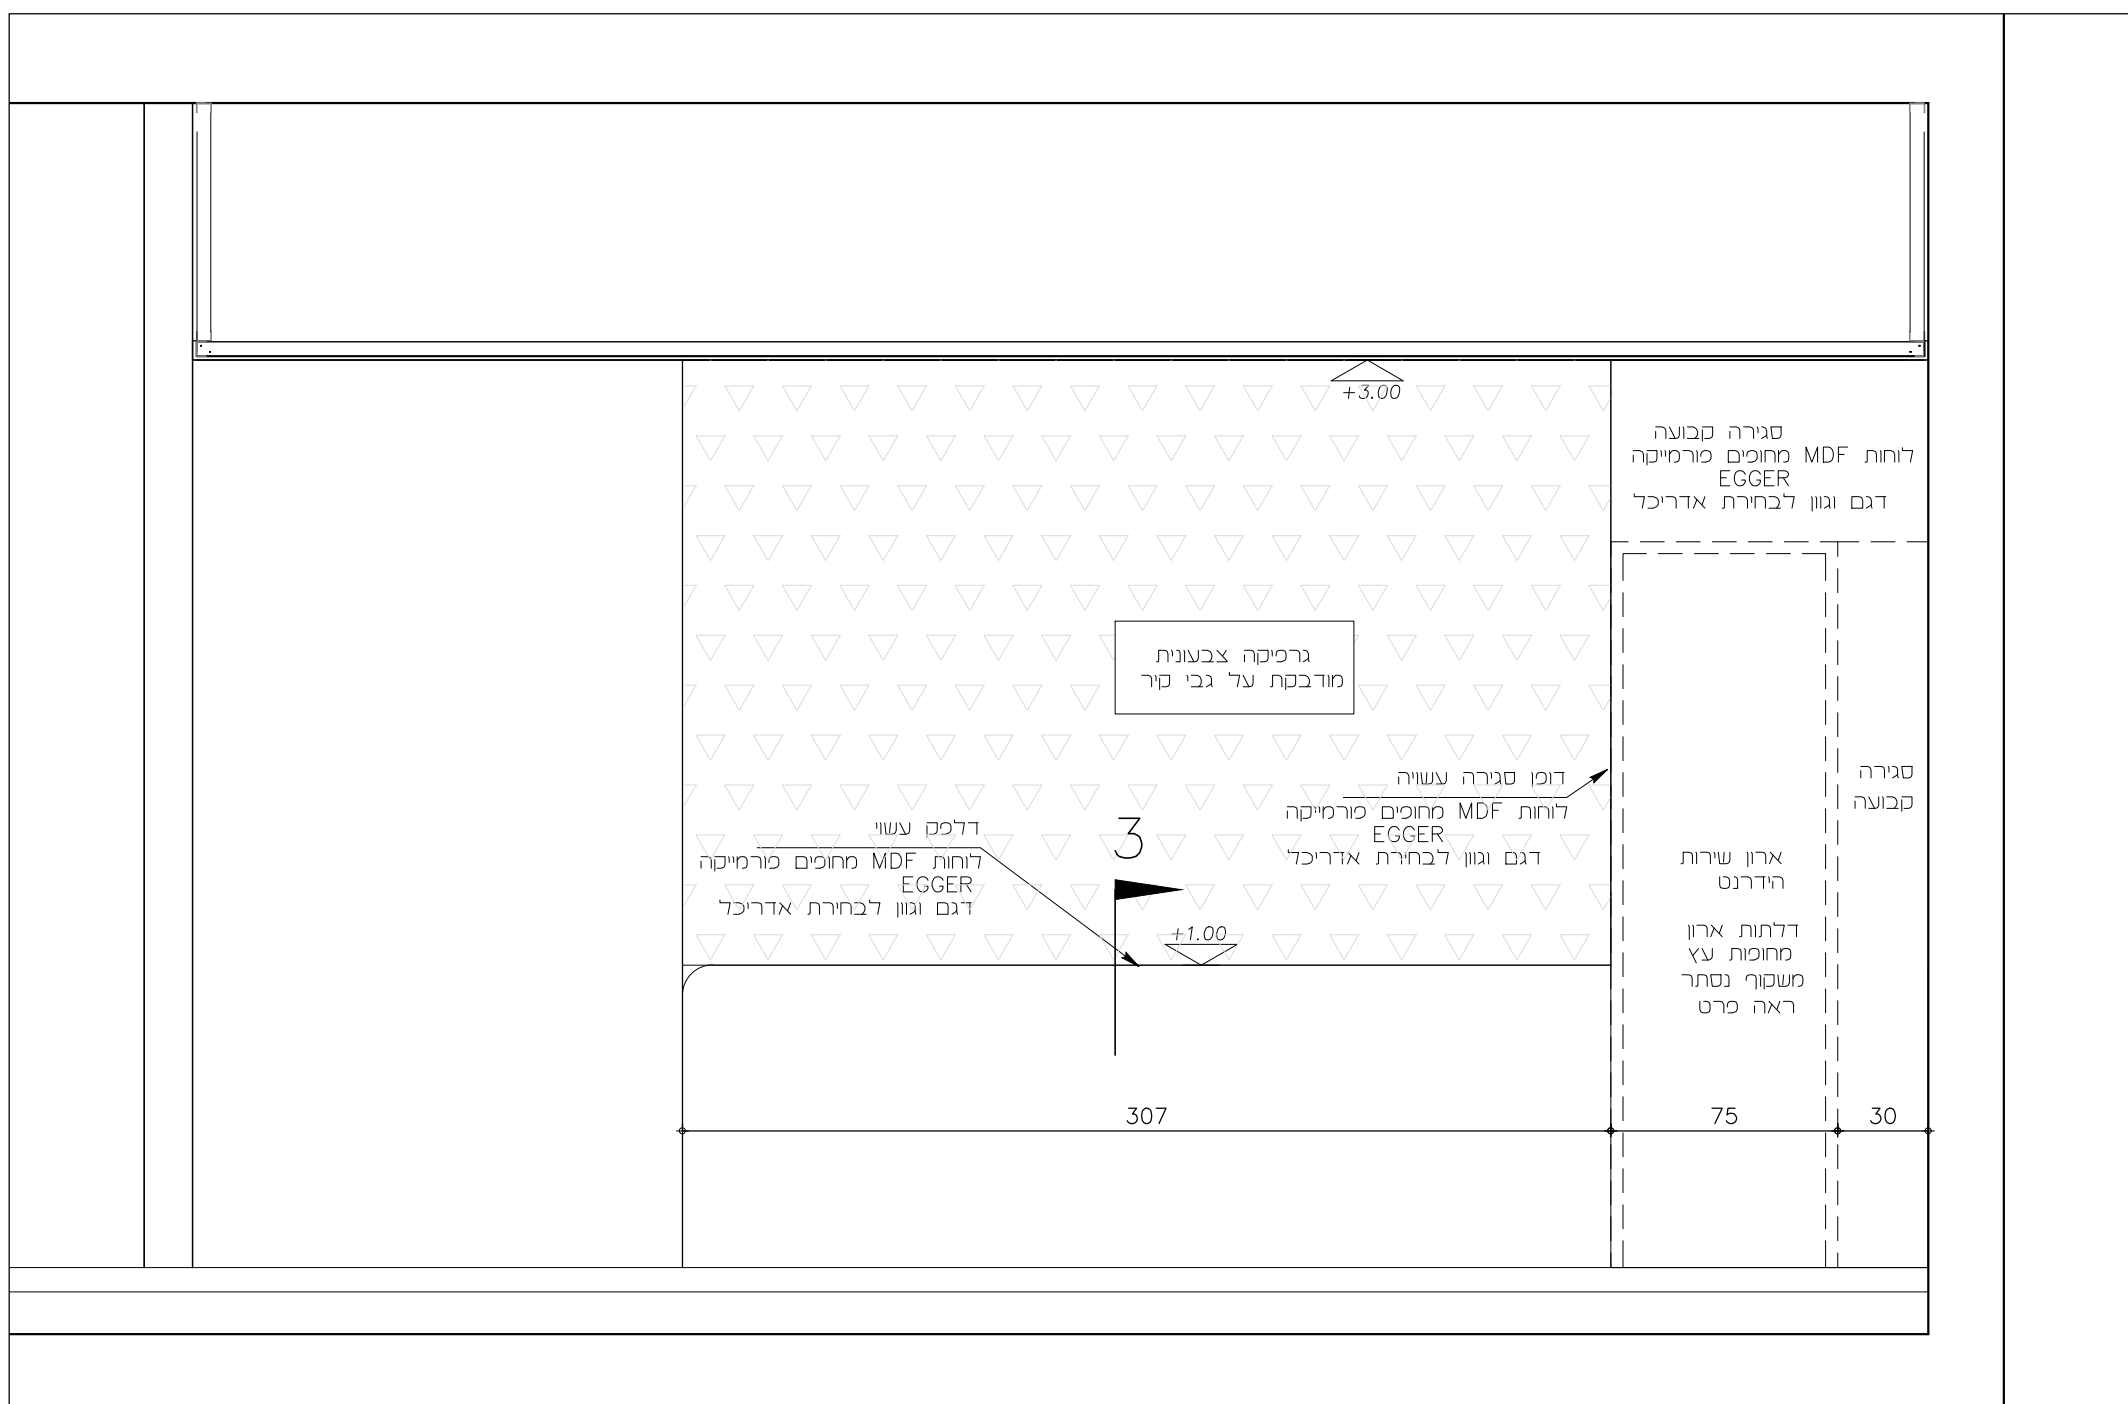 +3.00
סגירה קבועה
לוחות MDF מחופים פורמייקה
EGGER
דגם וגוון לבחירת אדריכל
גרפיקה צבעונית
מודבקת על גבי קיר
דופן סגירה עשויה
לוחות MDF מחופים פורמייקה
EGGER
דגם וגוון לבחירת אדריכל
סגירה
קבועה
דלפק עשוי
לוחות MDF מחופים פורמייקה
EGGER
דגם וגוון לבחירת אדריכל
3
+1.00
ארון שירות
הידרנט
דלתות ארון
מחופות עץ
משקוף נסתר
ראה פרט
307
75
30